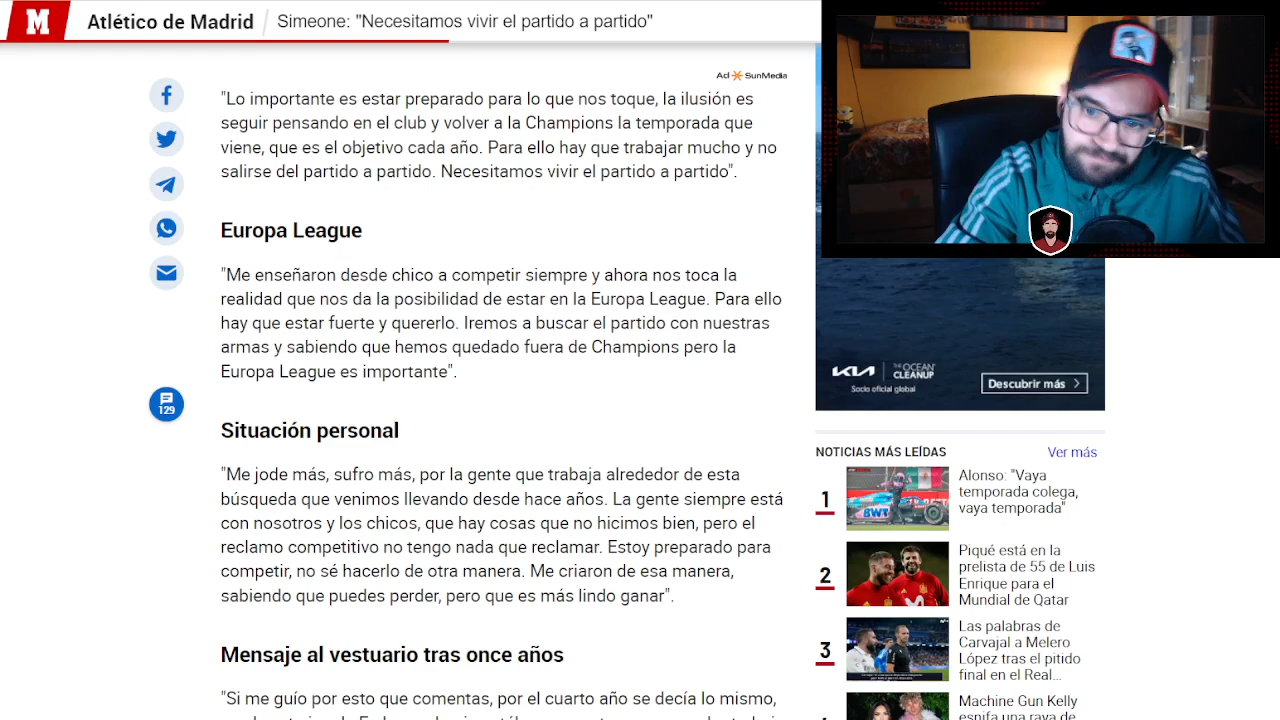 M
Atlético de Madrid
Simeone: "Necesitamos vivir el partido a partido"
Ad SunMedia
"Lo importante es estar preparado para lo que nos toque, la ilusión es
seguir pensando en el club y volver a la Champions la temporada que
viene, que es el objetivo cada año. Para ello hay que trabajar mucho y no
salirse del partido a partido. Necesitamos vivir el partido a partido".
Europa League
"Me enseñaron desde chico a competir siempre y ahora nos toca la
realidad que nos da la posibilidad de estar en la Europa League. Para ello
hay que estar fuerte y quererlo. Iremos a buscar el partido con nuestras
armas y sabiendo que hemos quedado fuera de Champions pero la
Europa League es importante".
129
Situación personal
"Me jode más, sufro mas, por la gente que trabaja alrededor de esta
búsqueda que venimos llevando desde hace años. La gente siempre está
con nosotros y los chicos, que hay cosas que no hicimos bien, pero el
reclamo competitivo no tengo nada que reclamar. Estoy preparado para
competir, no sé hacerlo de otra manera. Me criaron de esa manera,
sabiendo que puedes perder, pero que es más lindo ganar".
Mensaje al vestuario tras once años
"Si me guío por esto que comentas, por el cuarto año se decía lo mismo,
KIA
THE OCEAN
CLEANUP
Socio oficial global
Descubrir más
NOTICIAS MÁS LEÍDAS
Ver más
1
Alonso: "Vaya
temporada colega,
vaya temporada"
BWT
2
Piqué está en la
prelista de 55 de Luis
Enrique para el
Mundial de Qatar
3
Las palabras de
Carvajal a Melero
López tras el pitido
final en el Real...
Machine Gun Kelly
esnifa una raya de